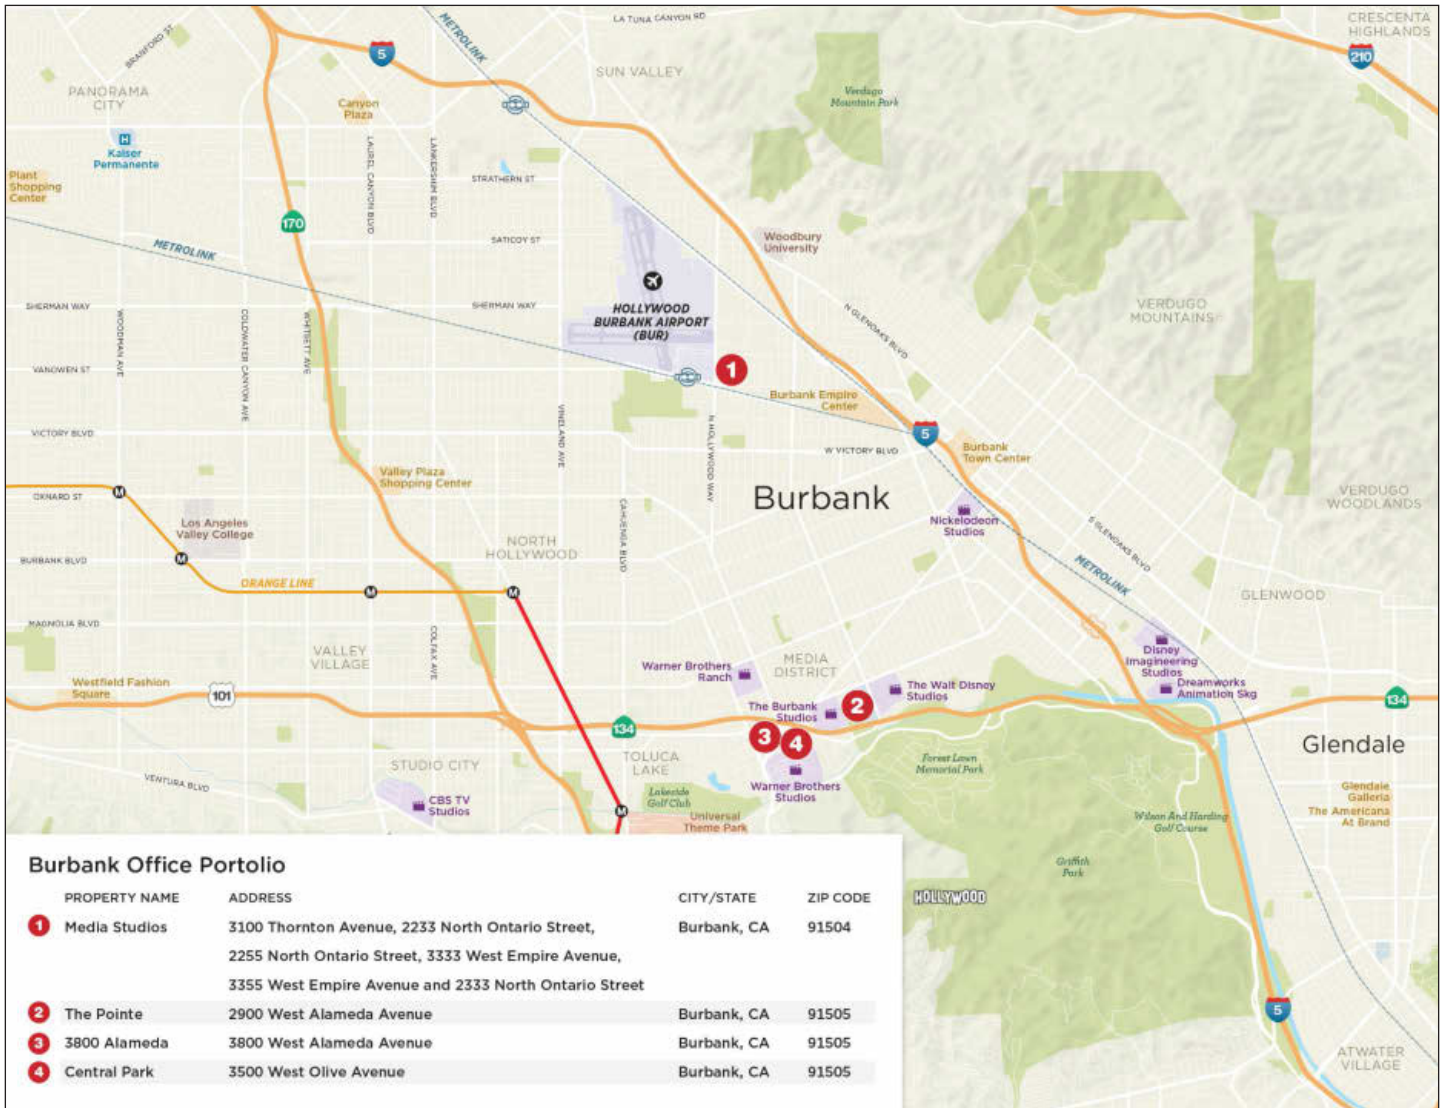 LA TUNA CANYON RD
CRESCENTA
HIGHLANDS
METROLINK
BRANFORD ST
5
210
SUN VALLEY
PANORAMA
CITY
Canyon
Plaza
Verdugo
Mountain Park
H
Kaiser
Permanente
LAUREL CANYON BLVD
LANKERSHIM BLVD
Plant
Shopping
Center
STRATHERN ST
170
METROLINK
SATICOY ST
Woodbury
University
SHERMAN WAY
SHERMAN WAY
HOLLYWOOD
BURBANK AIRPORT
(BUR)
N GLENOAKS BLVD
VERDUGO
MOUNTAINS
WOODMAN AVE
COLDWATER CANYON AVE
WHITSETT AVE
VANOWEN ST
1
Burbank Empire
Center
VINELAND AVE
N HOLLYWOOD WAY
VICTORY BLVD
5
W VICTORY BLVD
Burbank
Town Center
Valley Plaza
Shopping Center
OXNARD ST
M
Burbank
VERDUGO
WOODLANDS
Los Angeles
Valley College
CAHUENGA BLVD
Nickelodeon
Studios
S GLENOAKS BLVD
NORTH
HOLLYWOOD
BURBANK BLVD
M
METROLINK
ORANGE LINE
M
M
GLENWOOD
MAGNOLIA BLVD
COLFAX AVE
VALLEY
VILLAGE
Warner Brothers
Ranch
MEDIA
DISTRICT
Disney
Imagineering
Studios
Westfield Fashion
Square
101
The Walt Disney
Studios
Dreamworks
Animation Skg
134
The Burbank
Studios
2
134
3
4
Glendale
STUDIO CITY
TOLUCA
LAKE
Forest Lawn
Memorial Park
VENTURA BLVD
CBS TV
Studios
Lakeside
Golf Club
Warner Brothers
Studios
Glendale
Galleria
The Americana
At Brand
M
Universal
Theme Park
Wilson And Harding
Golf Course
Griffith
Park
HOLLYWOOD
5
ATWATER
VILLAGE
Burbank Office Portolio
PROPERTY NAME ADDRESS CITY/STATE ZIP CODE
1 Media Studios 3100 Thornton Avenue, 2233 North Ontario Street, Burbank, CA 91504
2255 North Ontario Street, 3333 West Empire Avenue,
3355 West Empire Avenue and 2333 North Ontario Street
2 The Pointe 2900 West Alameda Avenue Burbank, CA 91505
3 3800 Alameda 3800 West Alameda Avenue Burbank, CA 91505
4 Central Park 3500 West Olive Avenue Burbank, CA 91505